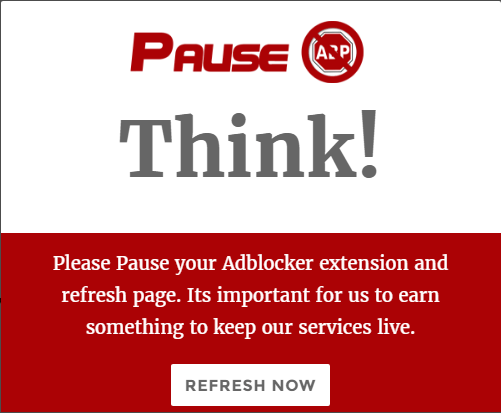 PAUSE ABP
Think!
Please Pause your Adblocker extension and
refresh page. Its important for us to earn
something to keep our services live.
REFRESH NOW